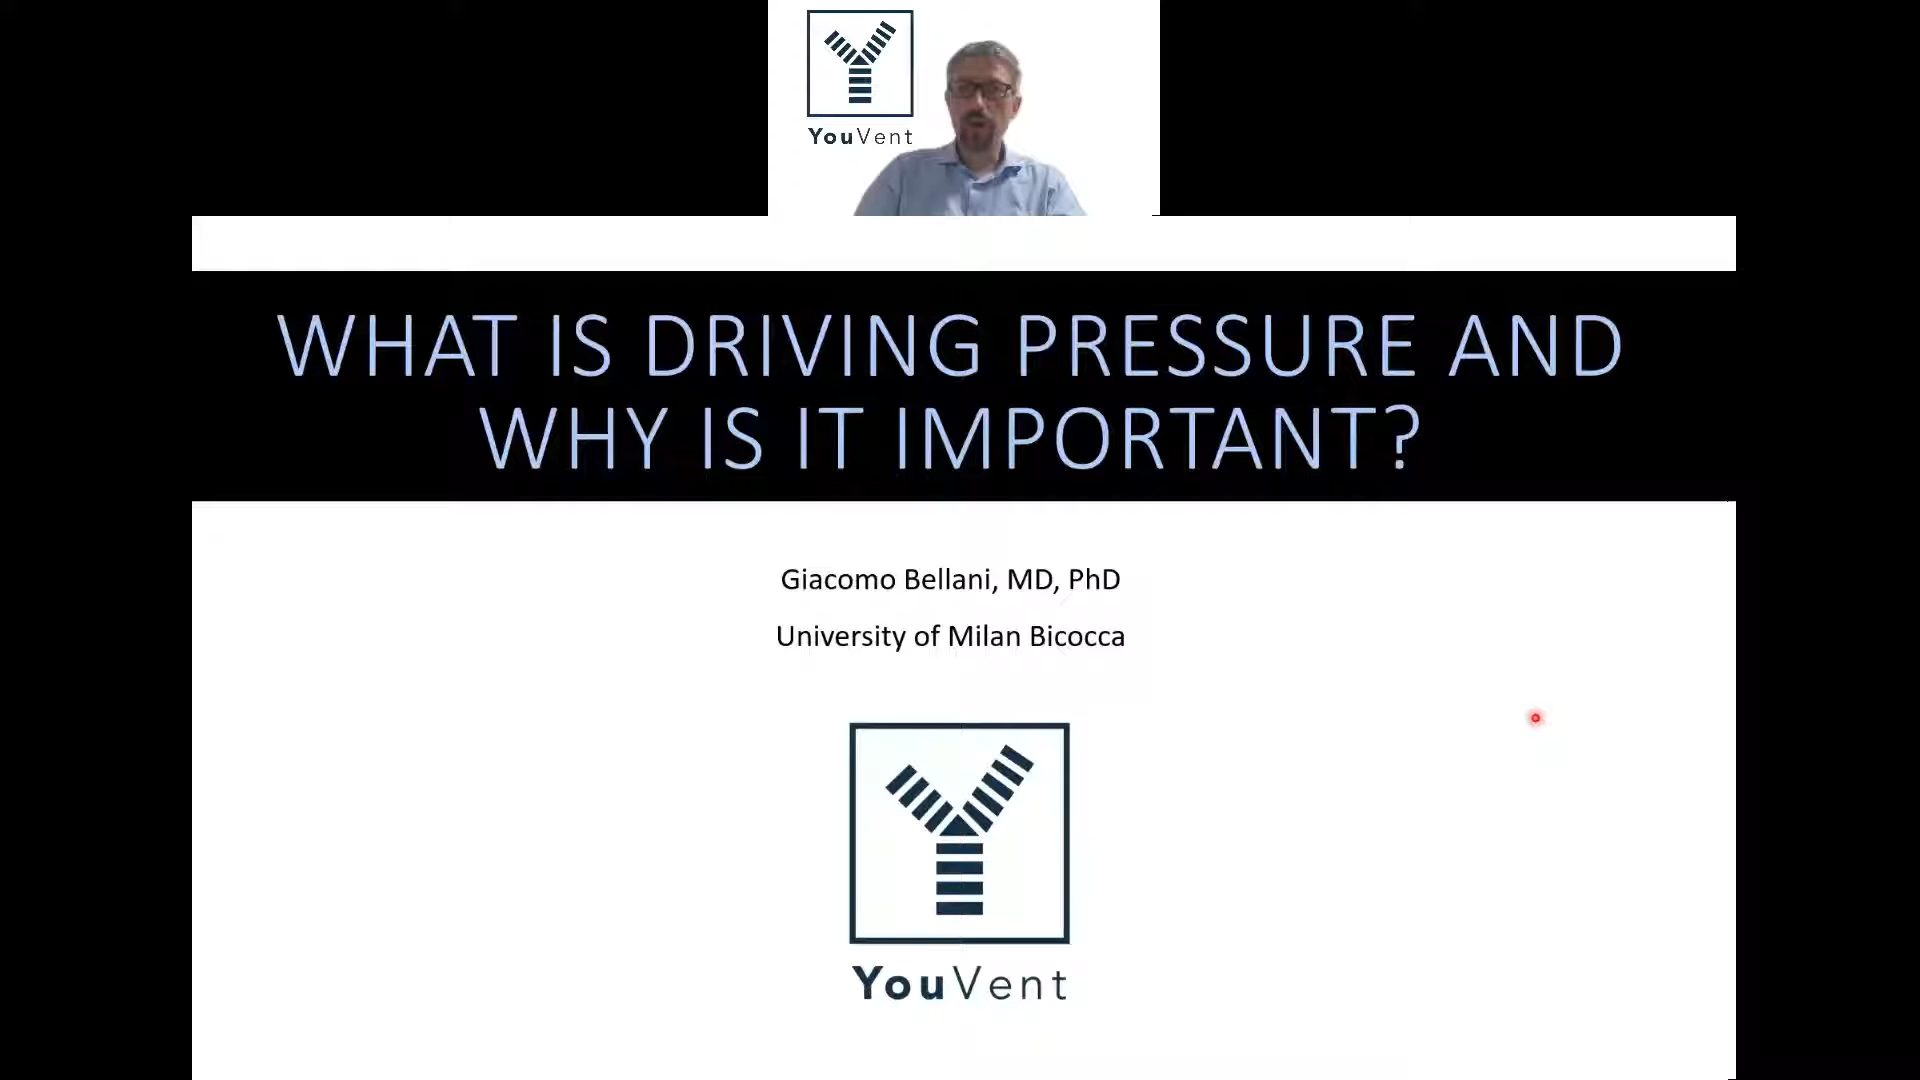 YouVent
WHAT IS DRIVING PRESSURE AND
WHY IS IT IMPORTANT?
Giacomo Bellani, MD, PhD
University of Milan Bicocca
YouVent